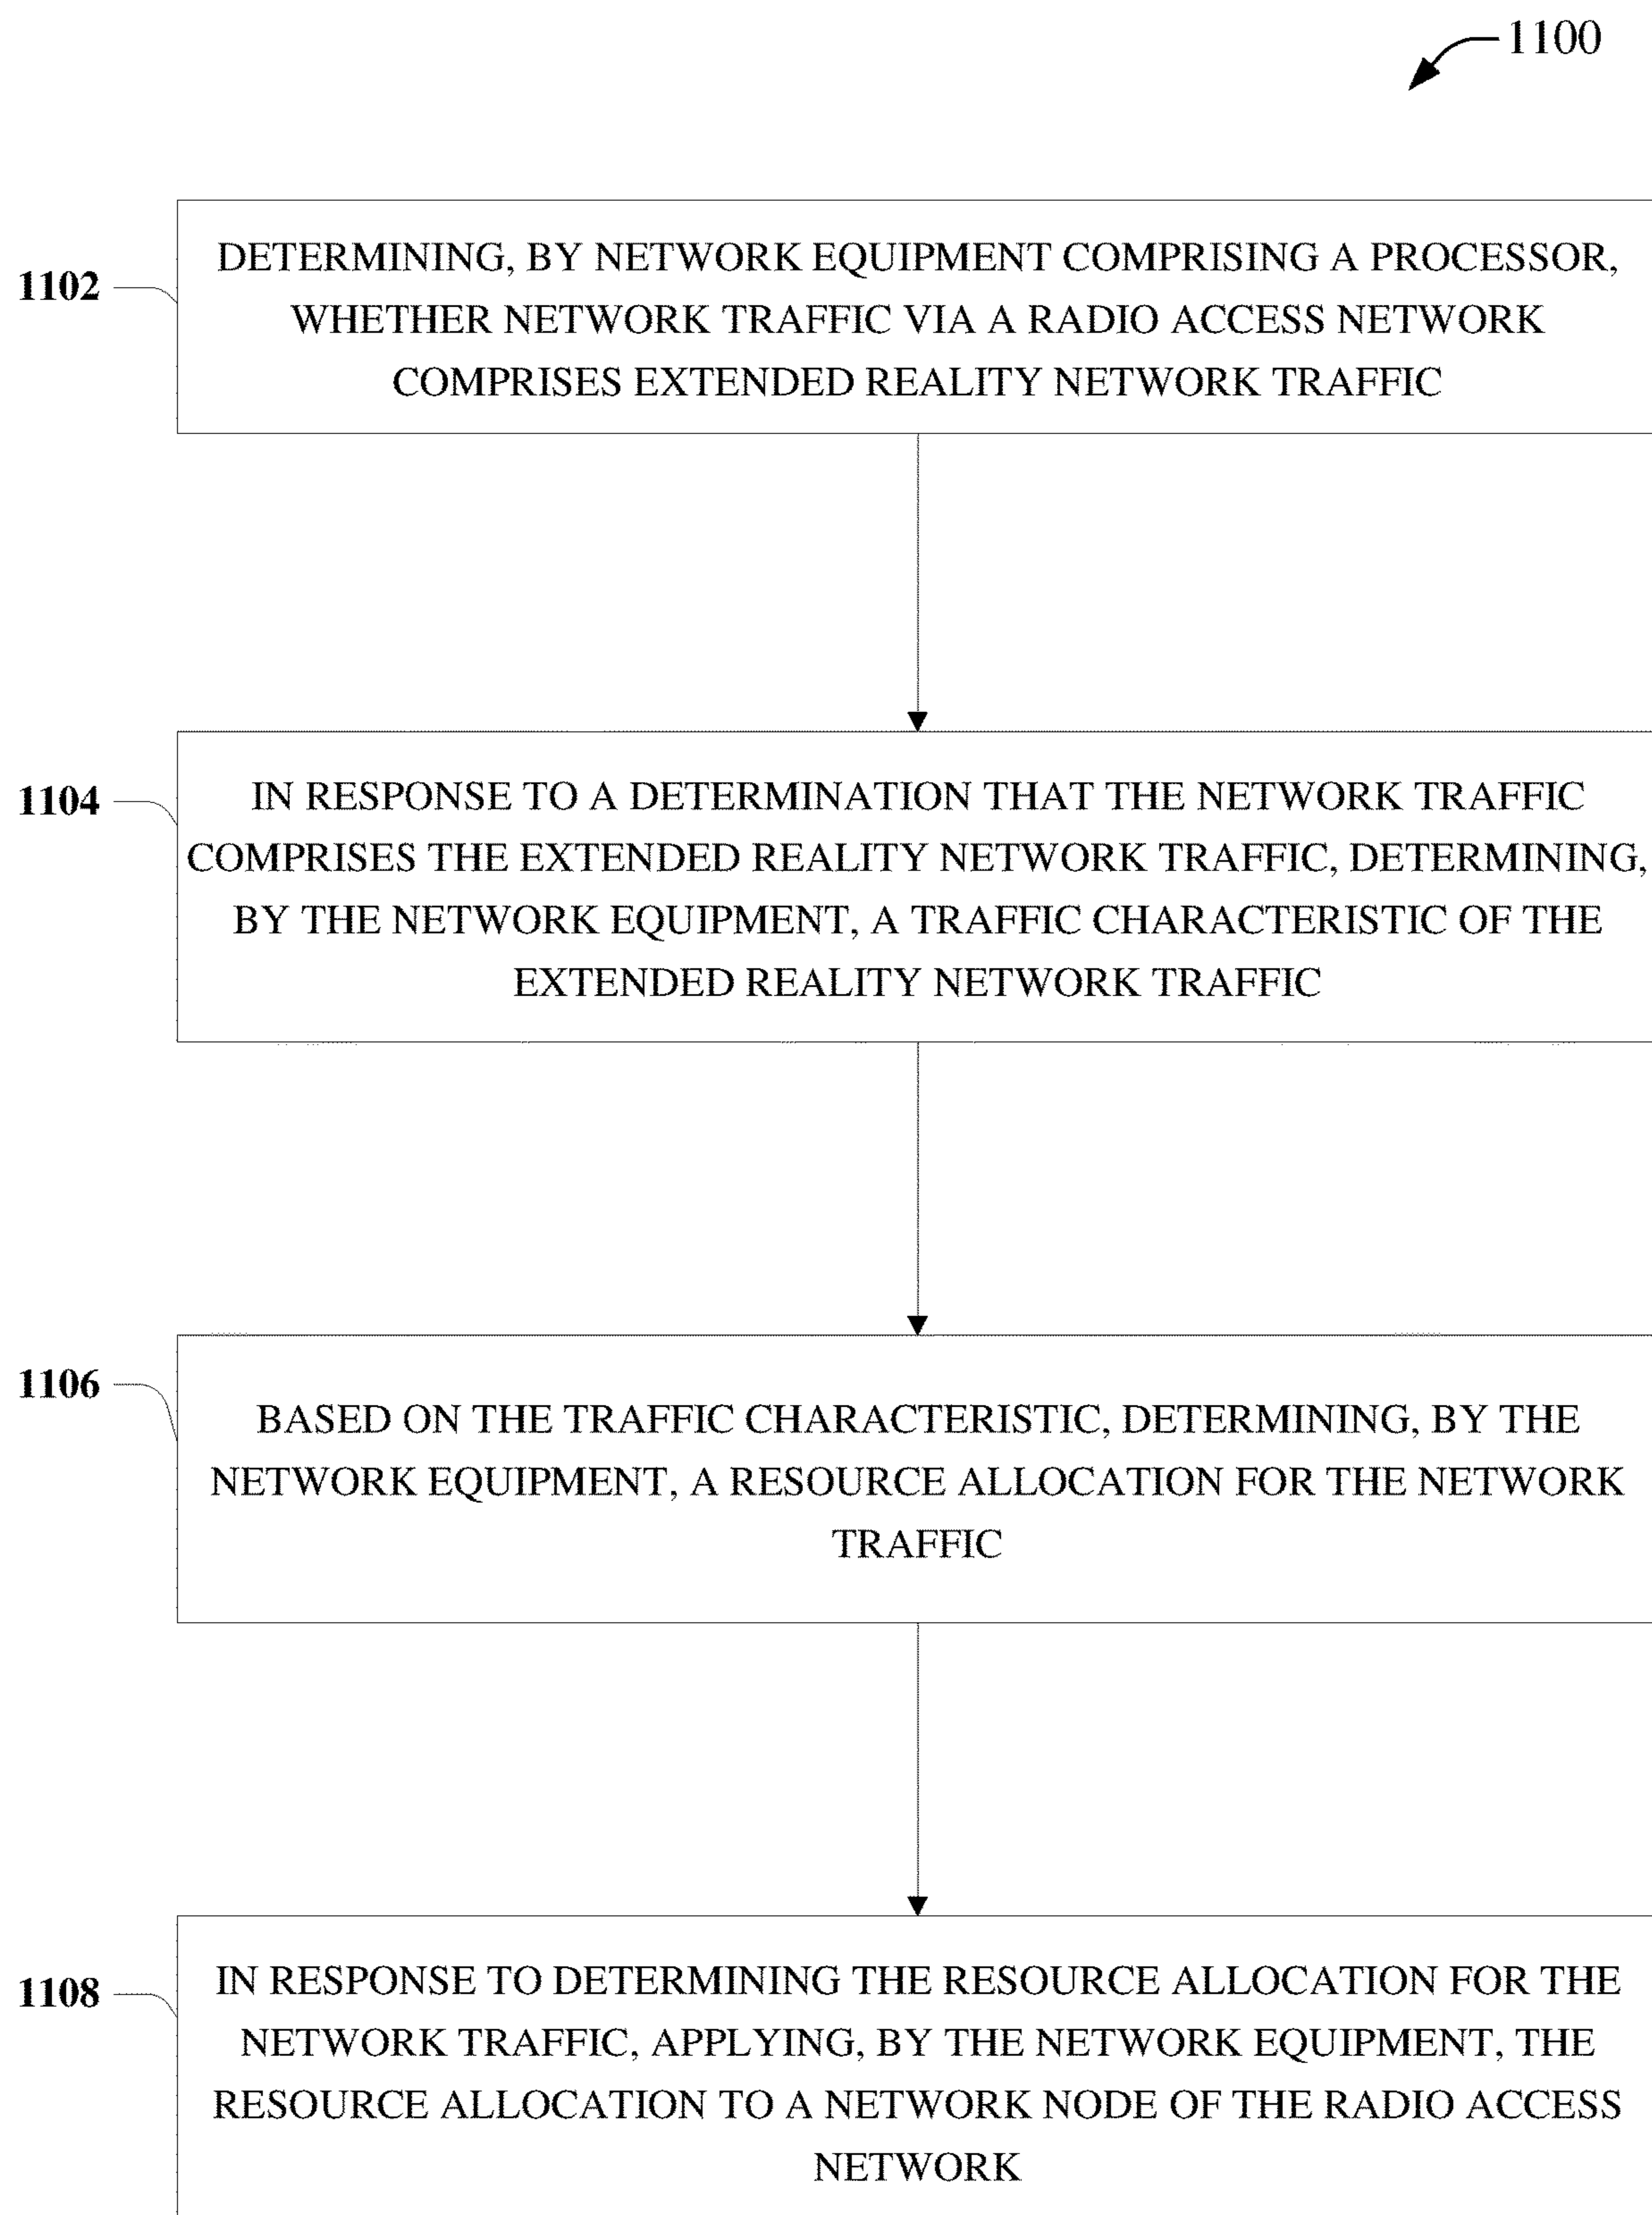 1100
1102
DETERMINING, BY NETWORK EQUIPMENT COMPRISING A PROCESSOR,
WHETHER NETWORK TRAFFIC VIA A RADIO ACCESS NETWORK
COMPRISES EXTENDED REALITY NETWORK TRAFFIC
1104
IN RESPONSE TO A DETERMINATION THAT THE NETWORK TRAFFIC
COMPRISES THE EXTENDED REALITY NETWORK TRAFFIC, DETERMINING,
BY THE NETWORK EQUIPMENT, A TRAFFIC CHARACTERISTIC OF THE
EXTENDED REALITY NETWORK TRAFFIC
1106
BASED ON THE TRAFFIC CHARACTERISTIC, DETERMINING, BY THE
NETWORK EQUIPMENT, A RESOURCE ALLOCATION FOR THE NETWORK
TRAFFIC
1108
IN RESPONSE TO DETERMINING THE RESOURCE ALLOCATION FOR THE
NETWORK TRAFFIC, APPLYING, BY THE NETWORK EQUIPMENT, THE
RESOURCE ALLOCATION TO A NETWORK NODE OF THE RADIO ACCESS
NETWORK